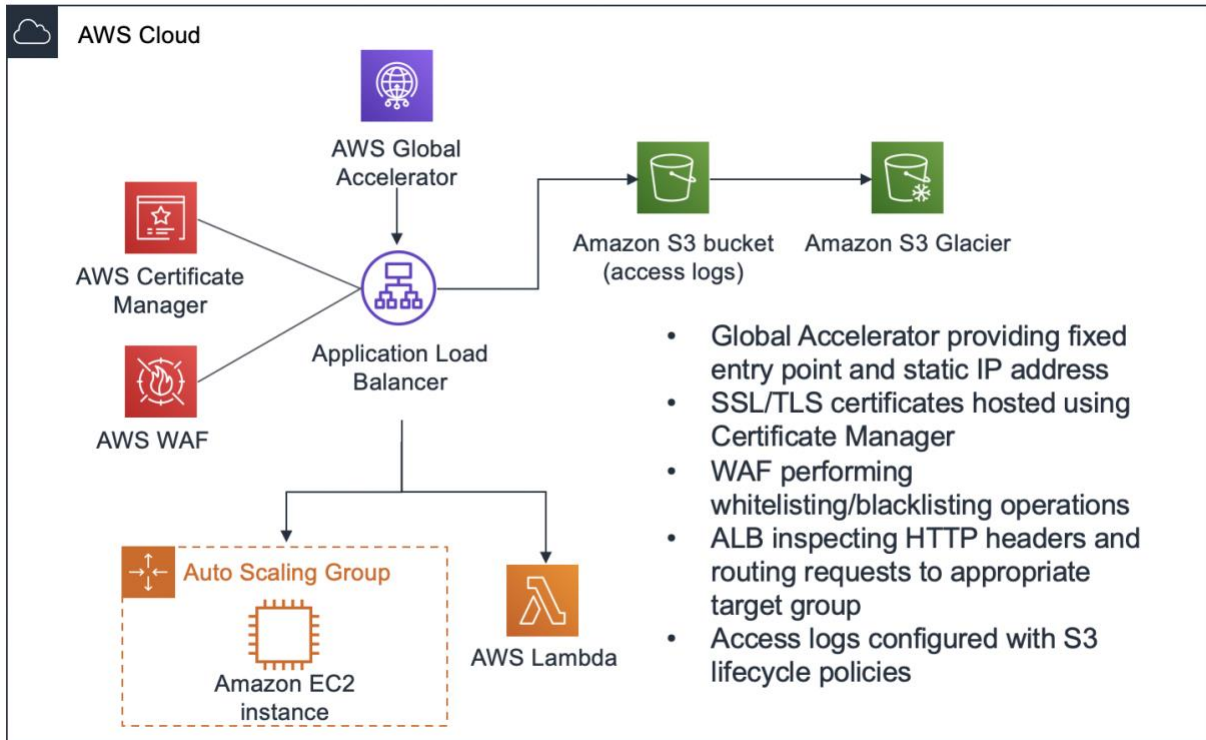 AWS Cloud
AWS Global
Accelerator
AWS Certificate
Manager
Amazon S3 bucket
(access logs)
Amazon S3 Glacier
Application Load
Balancer
AWS WAF
Auto Scaling Group
Amazon EC2
instance
AWS Lambda
• Global Accelerator providing fixed
entry point and static IP address
• SSL/TLS certificates hosted using
Certificate Manager
• WAF performing
whitelisting/blacklisting operations
• ALB inspecting HTTP headers and
routing requests to appropriate
target group
• Access logs configured with S3
lifecycle policies